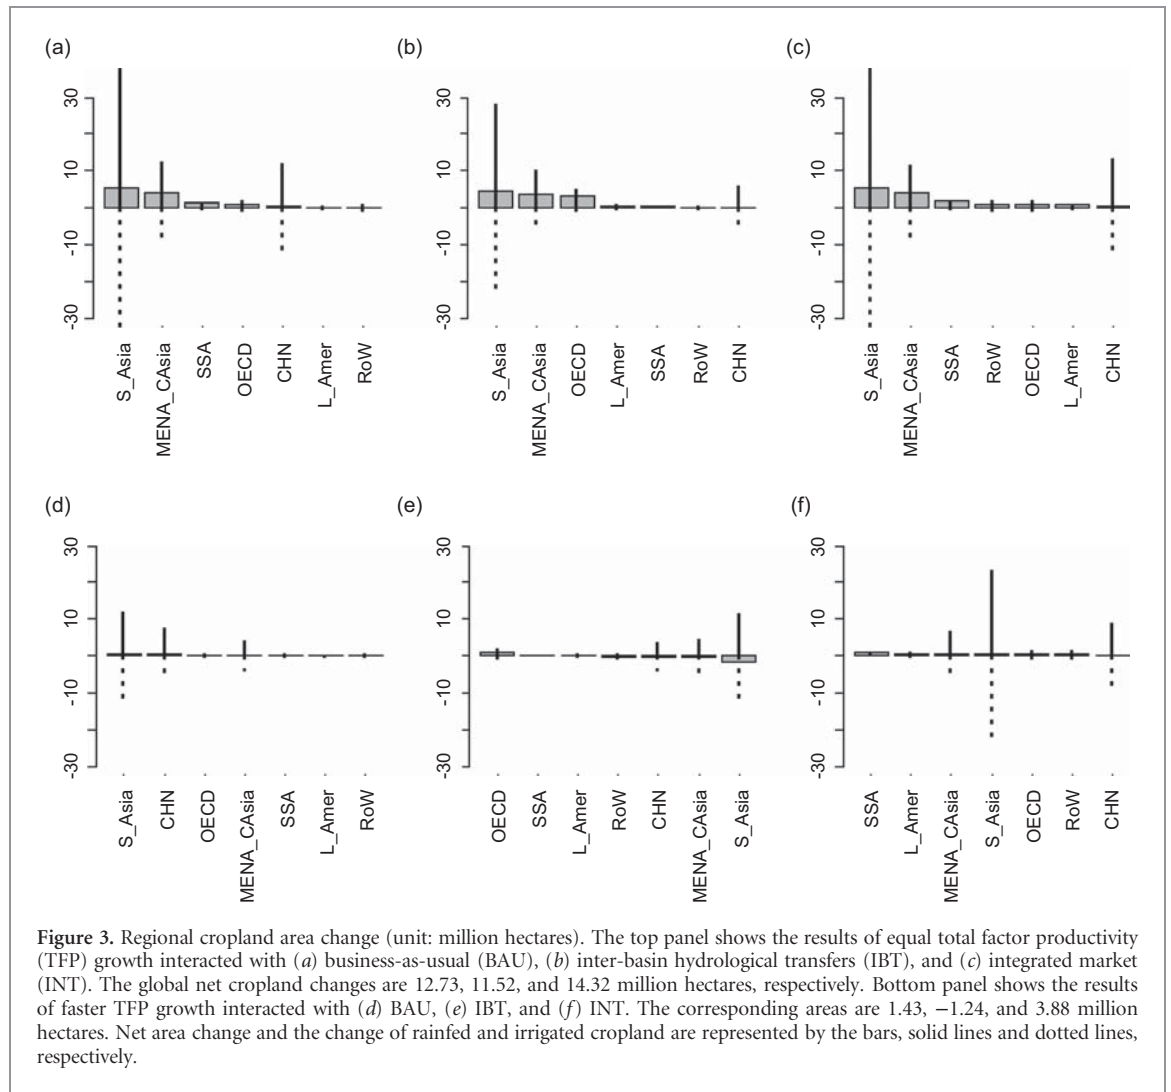 (a)
(b)
(c)
30
10
-10
-30
S_Asia
MENA_CAsia
SSA
OECD
CHN
L_Amer
RoW
30
10
-10
-30
S_Asia
MENA_CAsia
OECD
L_Amer
SSA
RoW
CHN
30
10
-10
-30
S_Asia
MENA_CAsia
SSA
RoW
OECD
L_Amer
CHN
(d)
(e)
(f)
30
10
-10
-30
S_Asia
CHN
OECD
MENA_CAsia
SSA
L_Amer
RoW
30
10
-10
-30
OECD
SSA
L_Amer
RoW
CHN
MENA_CAsia
S_Asia
30
10
-10
-30
SSA
L_Amer
MENA_CAsia
S_Asia
OECD
RoW
CHN
Figure 3. Regional cropland area change (unit: million hectares). The top panel shows the results of equal total factor productivity
(TFP) growth interacted with (a) business-as-usual (BAU), (b) inter-basin hydrological transfers (IBT), and (c) integrated market
(INT). The global net cropland changes are 12.73, 11.52, and 14.32 million hectares, respectively. Bottom panel shows the results
of faster TFP growth interacted with (d) BAU, (e) IBT, and (f) INT. The corresponding areas are 1.43, −1.24, and 3.88 million
hectares. Net area change and the change of rainfed and irrigated cropland are represented by the bars, solid lines and dotted lines,
respectively.